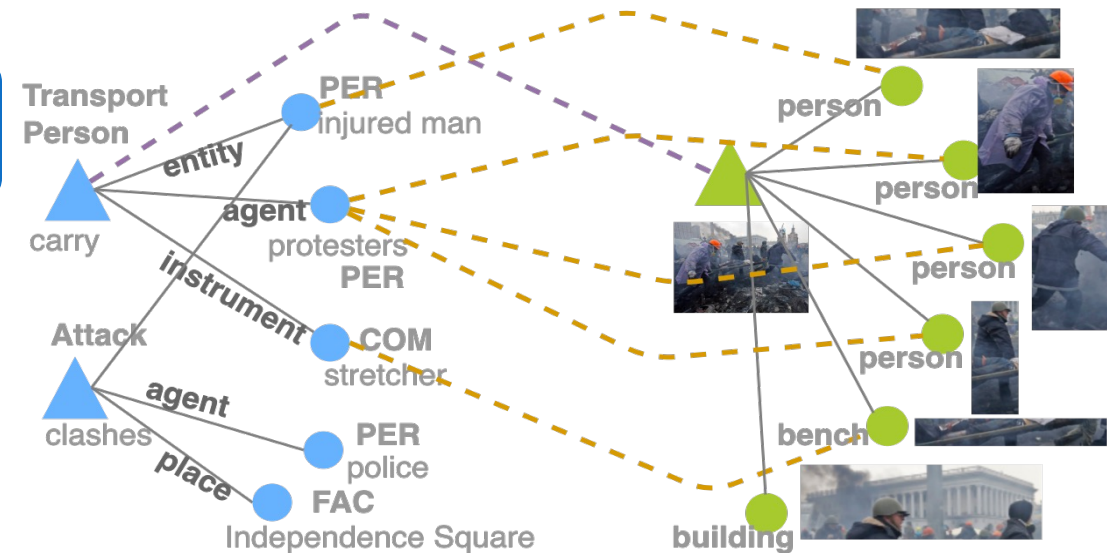 Transport
Person
carry
entity
agent
instrument
PER
injured man
protesters
PER
COM
stretcher
Attack
clashes
agent
place
PER
police
FAC
Independence Square
person
person
person
person
bench
building